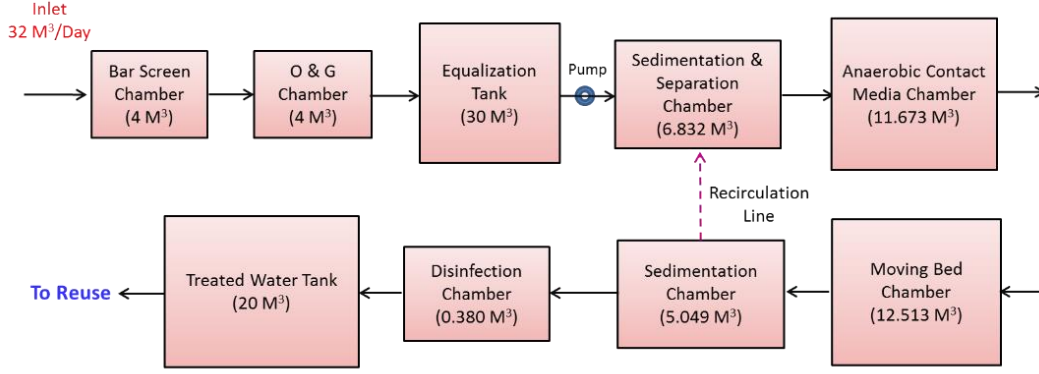 Inlet
32 M³/Day
Bar Screen
Chamber
(4 M³)
O & G
Chamber
(4 M³)
Equalization
Tank
(30 M³)
Pump
Sedimentation &
Separation
Chamber
(6.832 M³)
Anaerobic Contact
Media Chamber
(11.673 M³)
Recirculation
Line
To Reuse
Treated Water Tank
(20 M³)
Disinfection
Chamber
(0.380 M³)
Sedimentation
Chamber
(5.049 M³)
Moving Bed
Chamber
(12.513 M³)